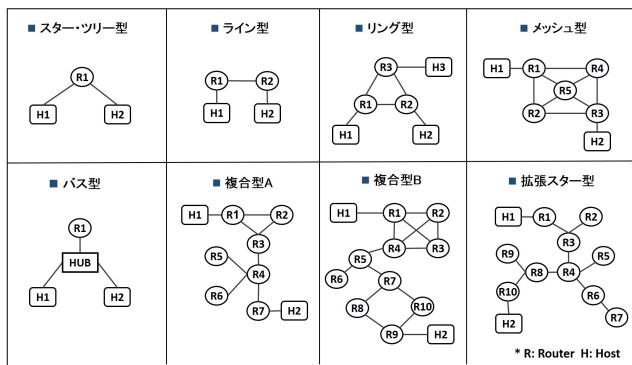 ■ スター・ツリー型
R1
H1
H2
■ ライン型
R1
R2
H1
H2
■ リング型
R3
H3
R1
R2
H1
H2
■ メッシュ型
H1
R1
R4
R5
R2
R3
H2
■ バス型
R1
HUB
H1
H2
■ 複合型A
H1
R1
R2
R3
R5
R4
R6
R7
H2
■ 複合型B
H1
R1
R2
R4
R3
R5
R6
R7
R8
R10
R9
H2
■ 拡張スター型
H1
R1
R2
R3
R9
R5
R8
R4
R10
R6
H2
R7
* R: Router H: Host